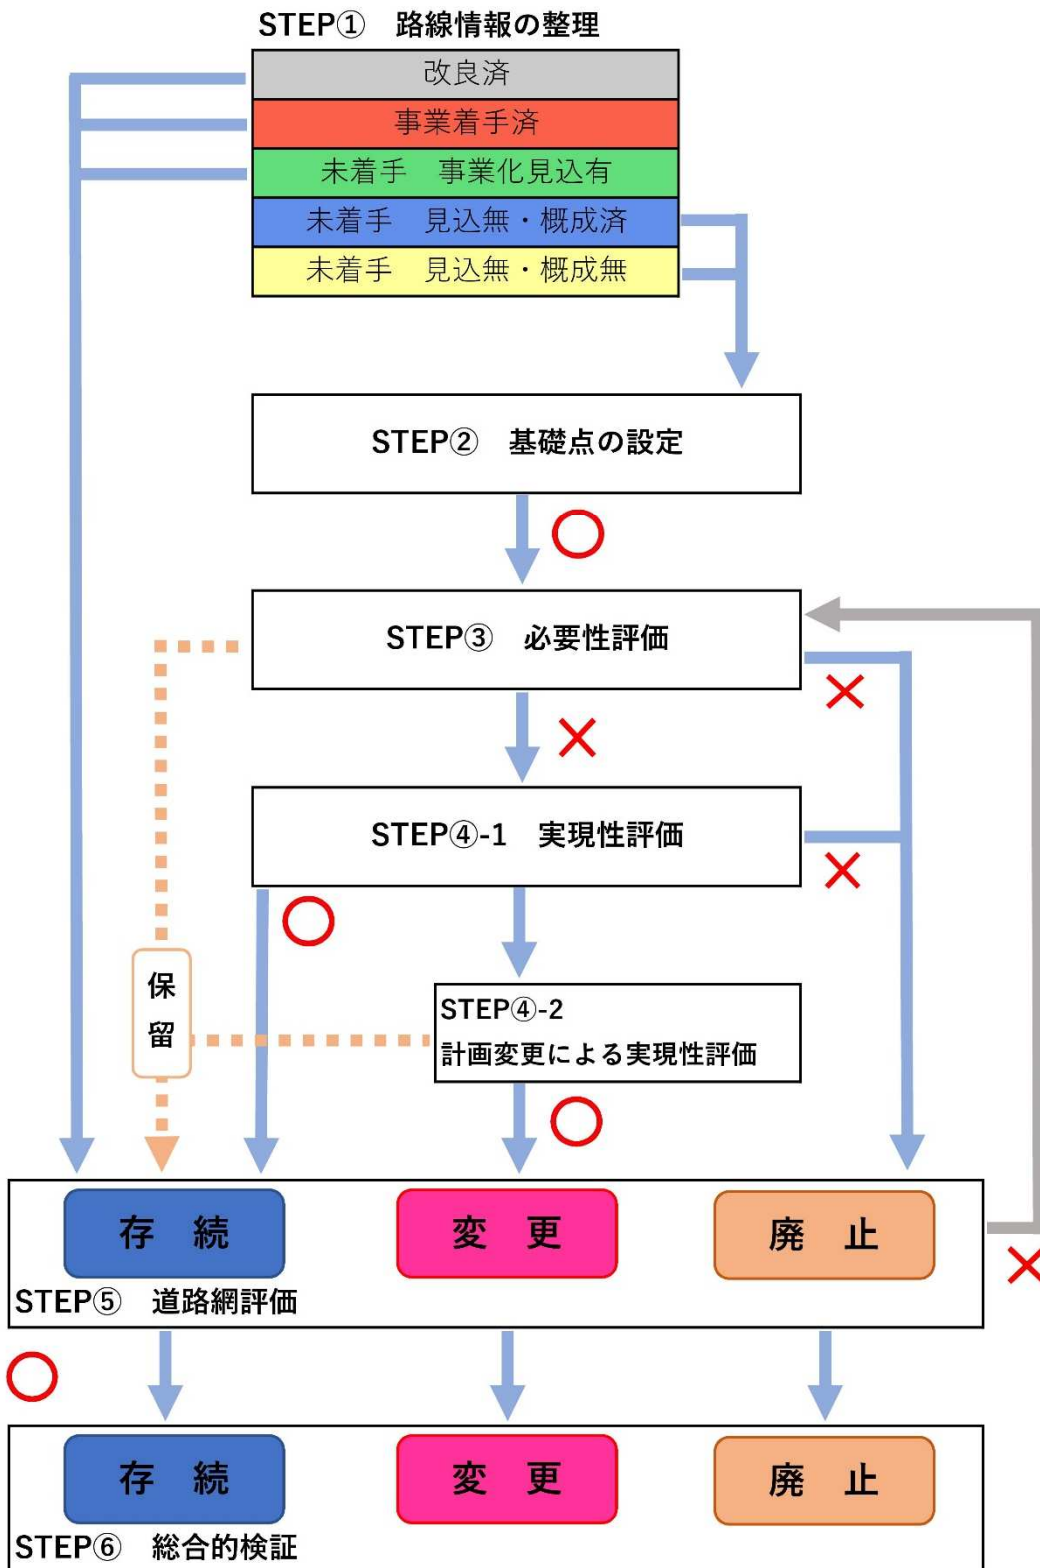 STEP① 路線情報の整理
改良済
事業着手済
未着手 事業化見込有
未着手 見込無・概成済
未着手 見込無・概成無
STEP② 基礎点の設定
STEP③ 必要性評価
STEP④-1 実現性評価
保
留
STEP④-2
計画変更による実現性評価
存 続
変 更
廃 止
STEP⑤ 道路網評価
存 続
変 更
廃 止
STEP⑥ 総合的検証